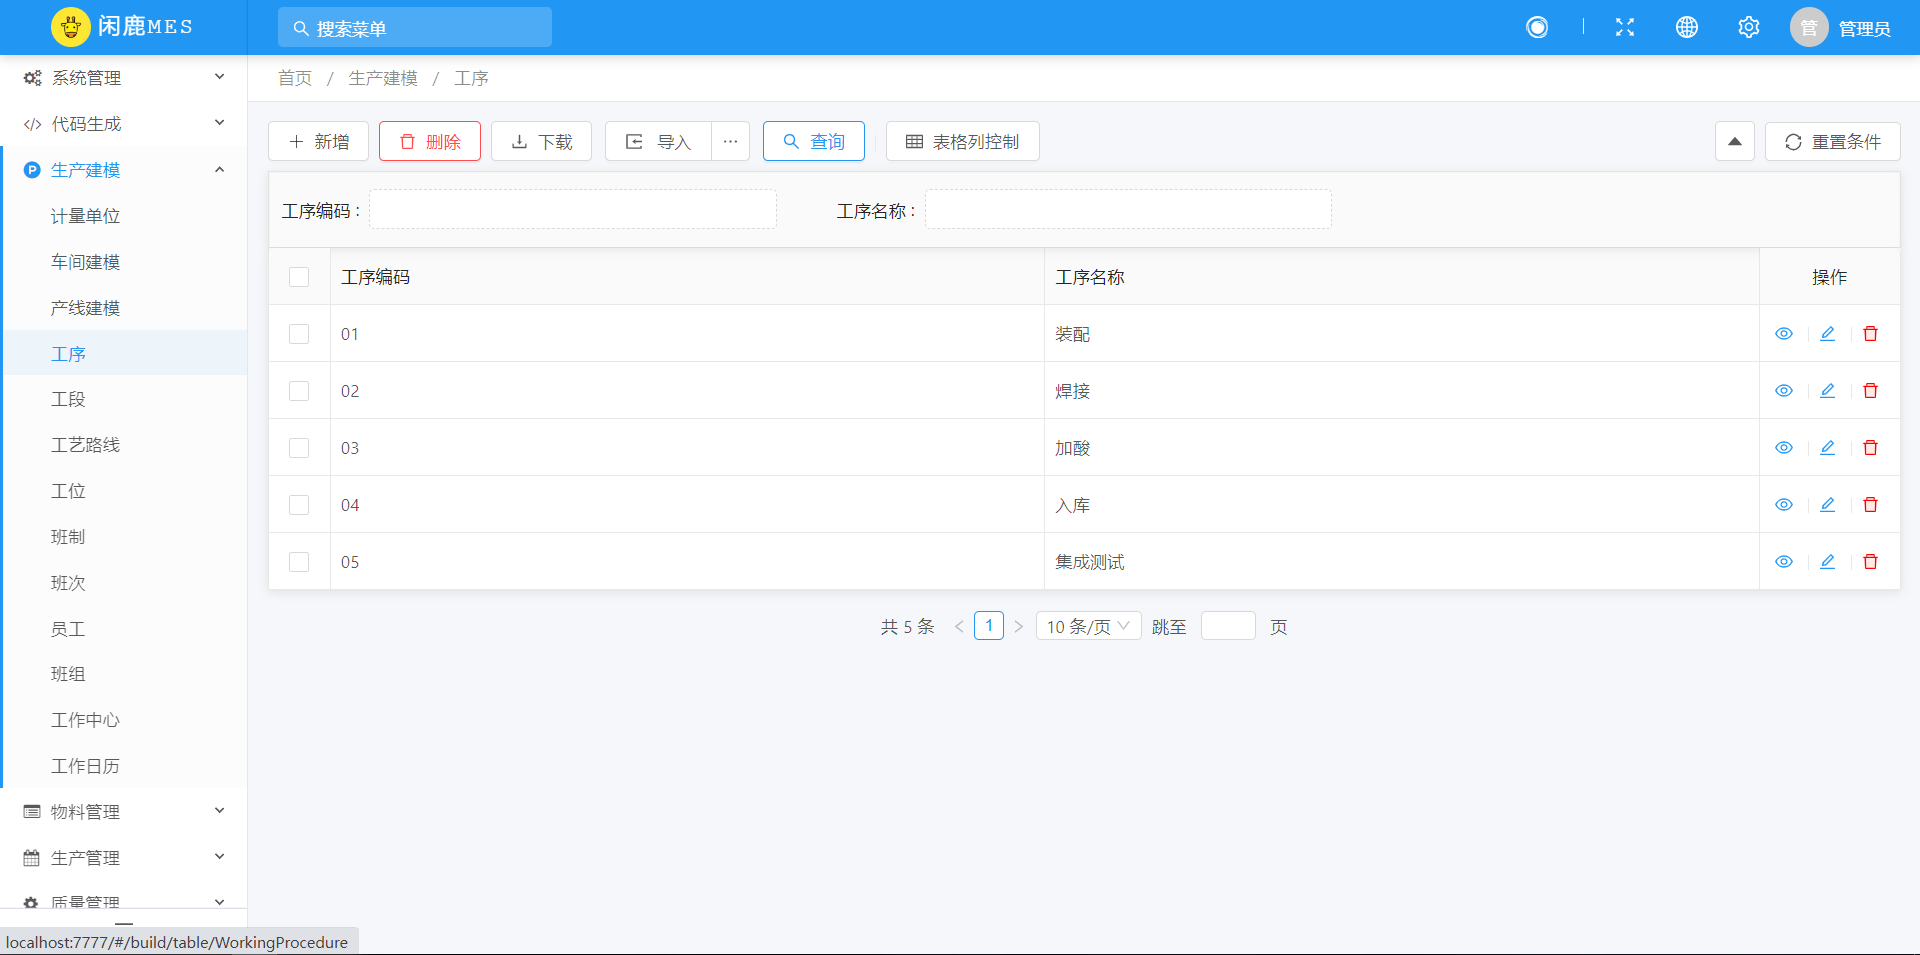 闲鹿MES
搜索菜单
管 管理员
系统管理
代码生成
生产建模
计量单位
车间建模
产线建模
工序
工段
工艺路线
工位
班制
班次
员工
班组
工作中心
工作日历
物料管理
生产管理
质量管理
首页 / 生产建模 / 工序
新增 删除 下载 导入 ··· 查询 表格列控制 重置条件
工序编码 : 工序名称 :
工序编码 工序名称 操作
01 装配
02 焊接
03 加酸
04 入库
05 集成测试
共 5 条 < 1 > 10 条/页 跳至 页
localhost:7777/#/build/table/WorkingProcedure